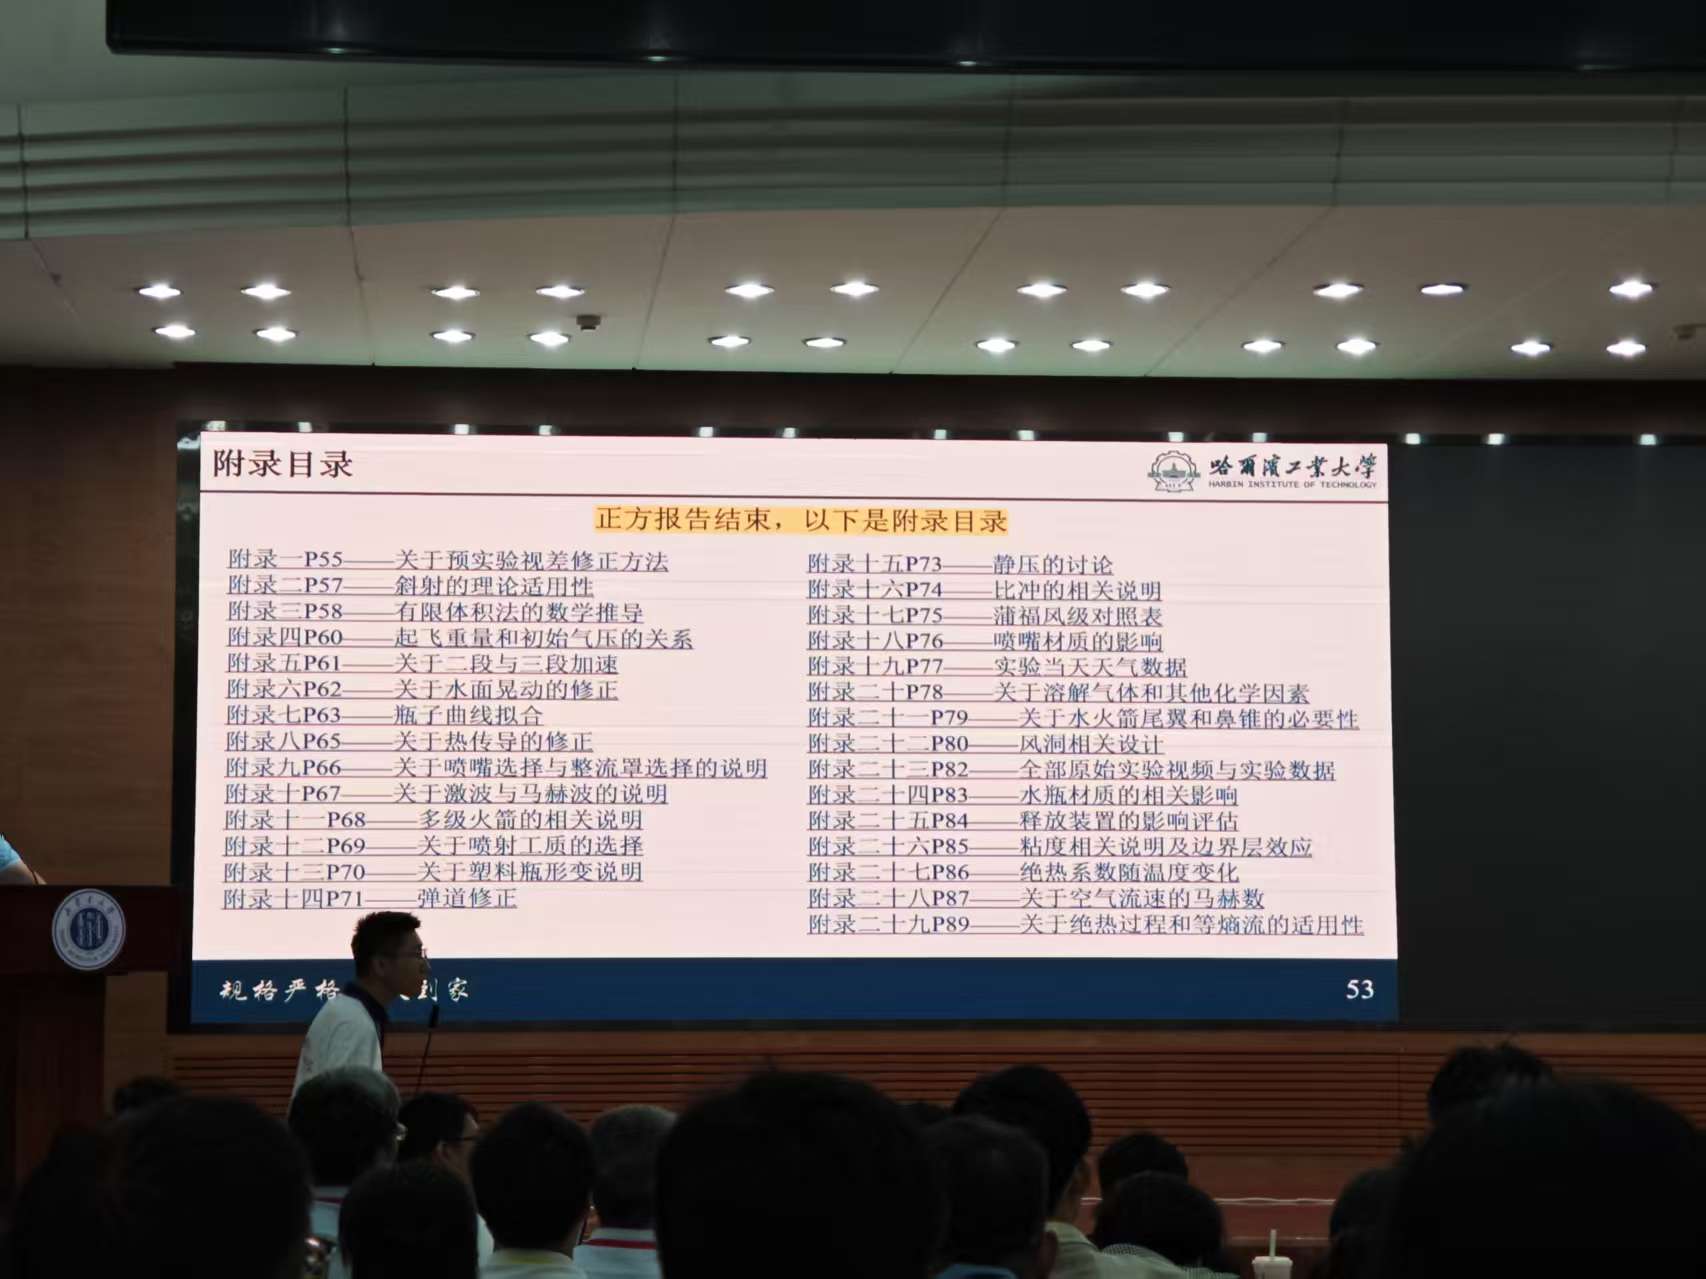 附录目录
哈爾濱工業大學
HARBIN INSTITUTE OF TECHNOLOGY
正方报告结束，以下是附录目录
附录一P55——关于预实验视差修正方法
附录二P57——斜射的理论适用性
附录三P58——有限体积法的数学推导
附录四P60——起飞重量和初始气压的关系
附录五P61——关于二段与三段加速
附录六P62——关于水面晃动的修正
附录七P63——瓶子曲线拟合
附录八P65——关于热传导的修正
附录九P66——关于喷嘴选择与整流罩选择的说明
附录十P67——关于激波与马赫波的说明
附录十一P68——多级火箭的相关说明
附录十二P69——关于喷射工质的选择
附录十三P70——关于塑料瓶形变说明
附录十四P71——弹道修正
附录十五P73——静压的讨论
附录十六P74——比冲的相关说明
附录十七P75——蒲福风级对照表
附录十八P76——喷嘴材质的影响
附录十九P77——实验当天天气数据
附录二十P78——关于溶解气体和其他化学因素
附录二十一P79——关于水火箭尾翼和鼻锥的必要性
附录二十二P80——风洞相关设计
附录二十三P82——全部原始实验视频与实验数据
附录二十四P83——水瓶材质的相关影响
附录二十五P84——释放装置的影响评估
附录二十六P85——粘度相关说明及边界层效应
附录二十七P86——绝热系数随温度变化
附录二十八P87——关于空气流速的马赫数
附录二十九P89——关于绝热过程和等熵流的适用性
规格严格 到家
53